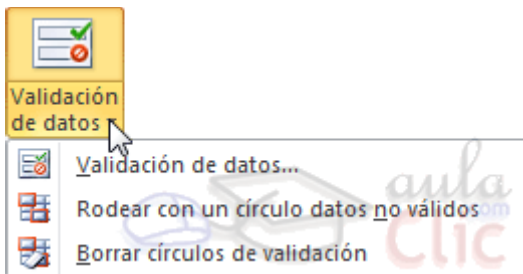 Validación
de datos
Validación de datos...
Rodear con un círculo datos no válidos
Borrar círculos de validación
aula
.com
Clic